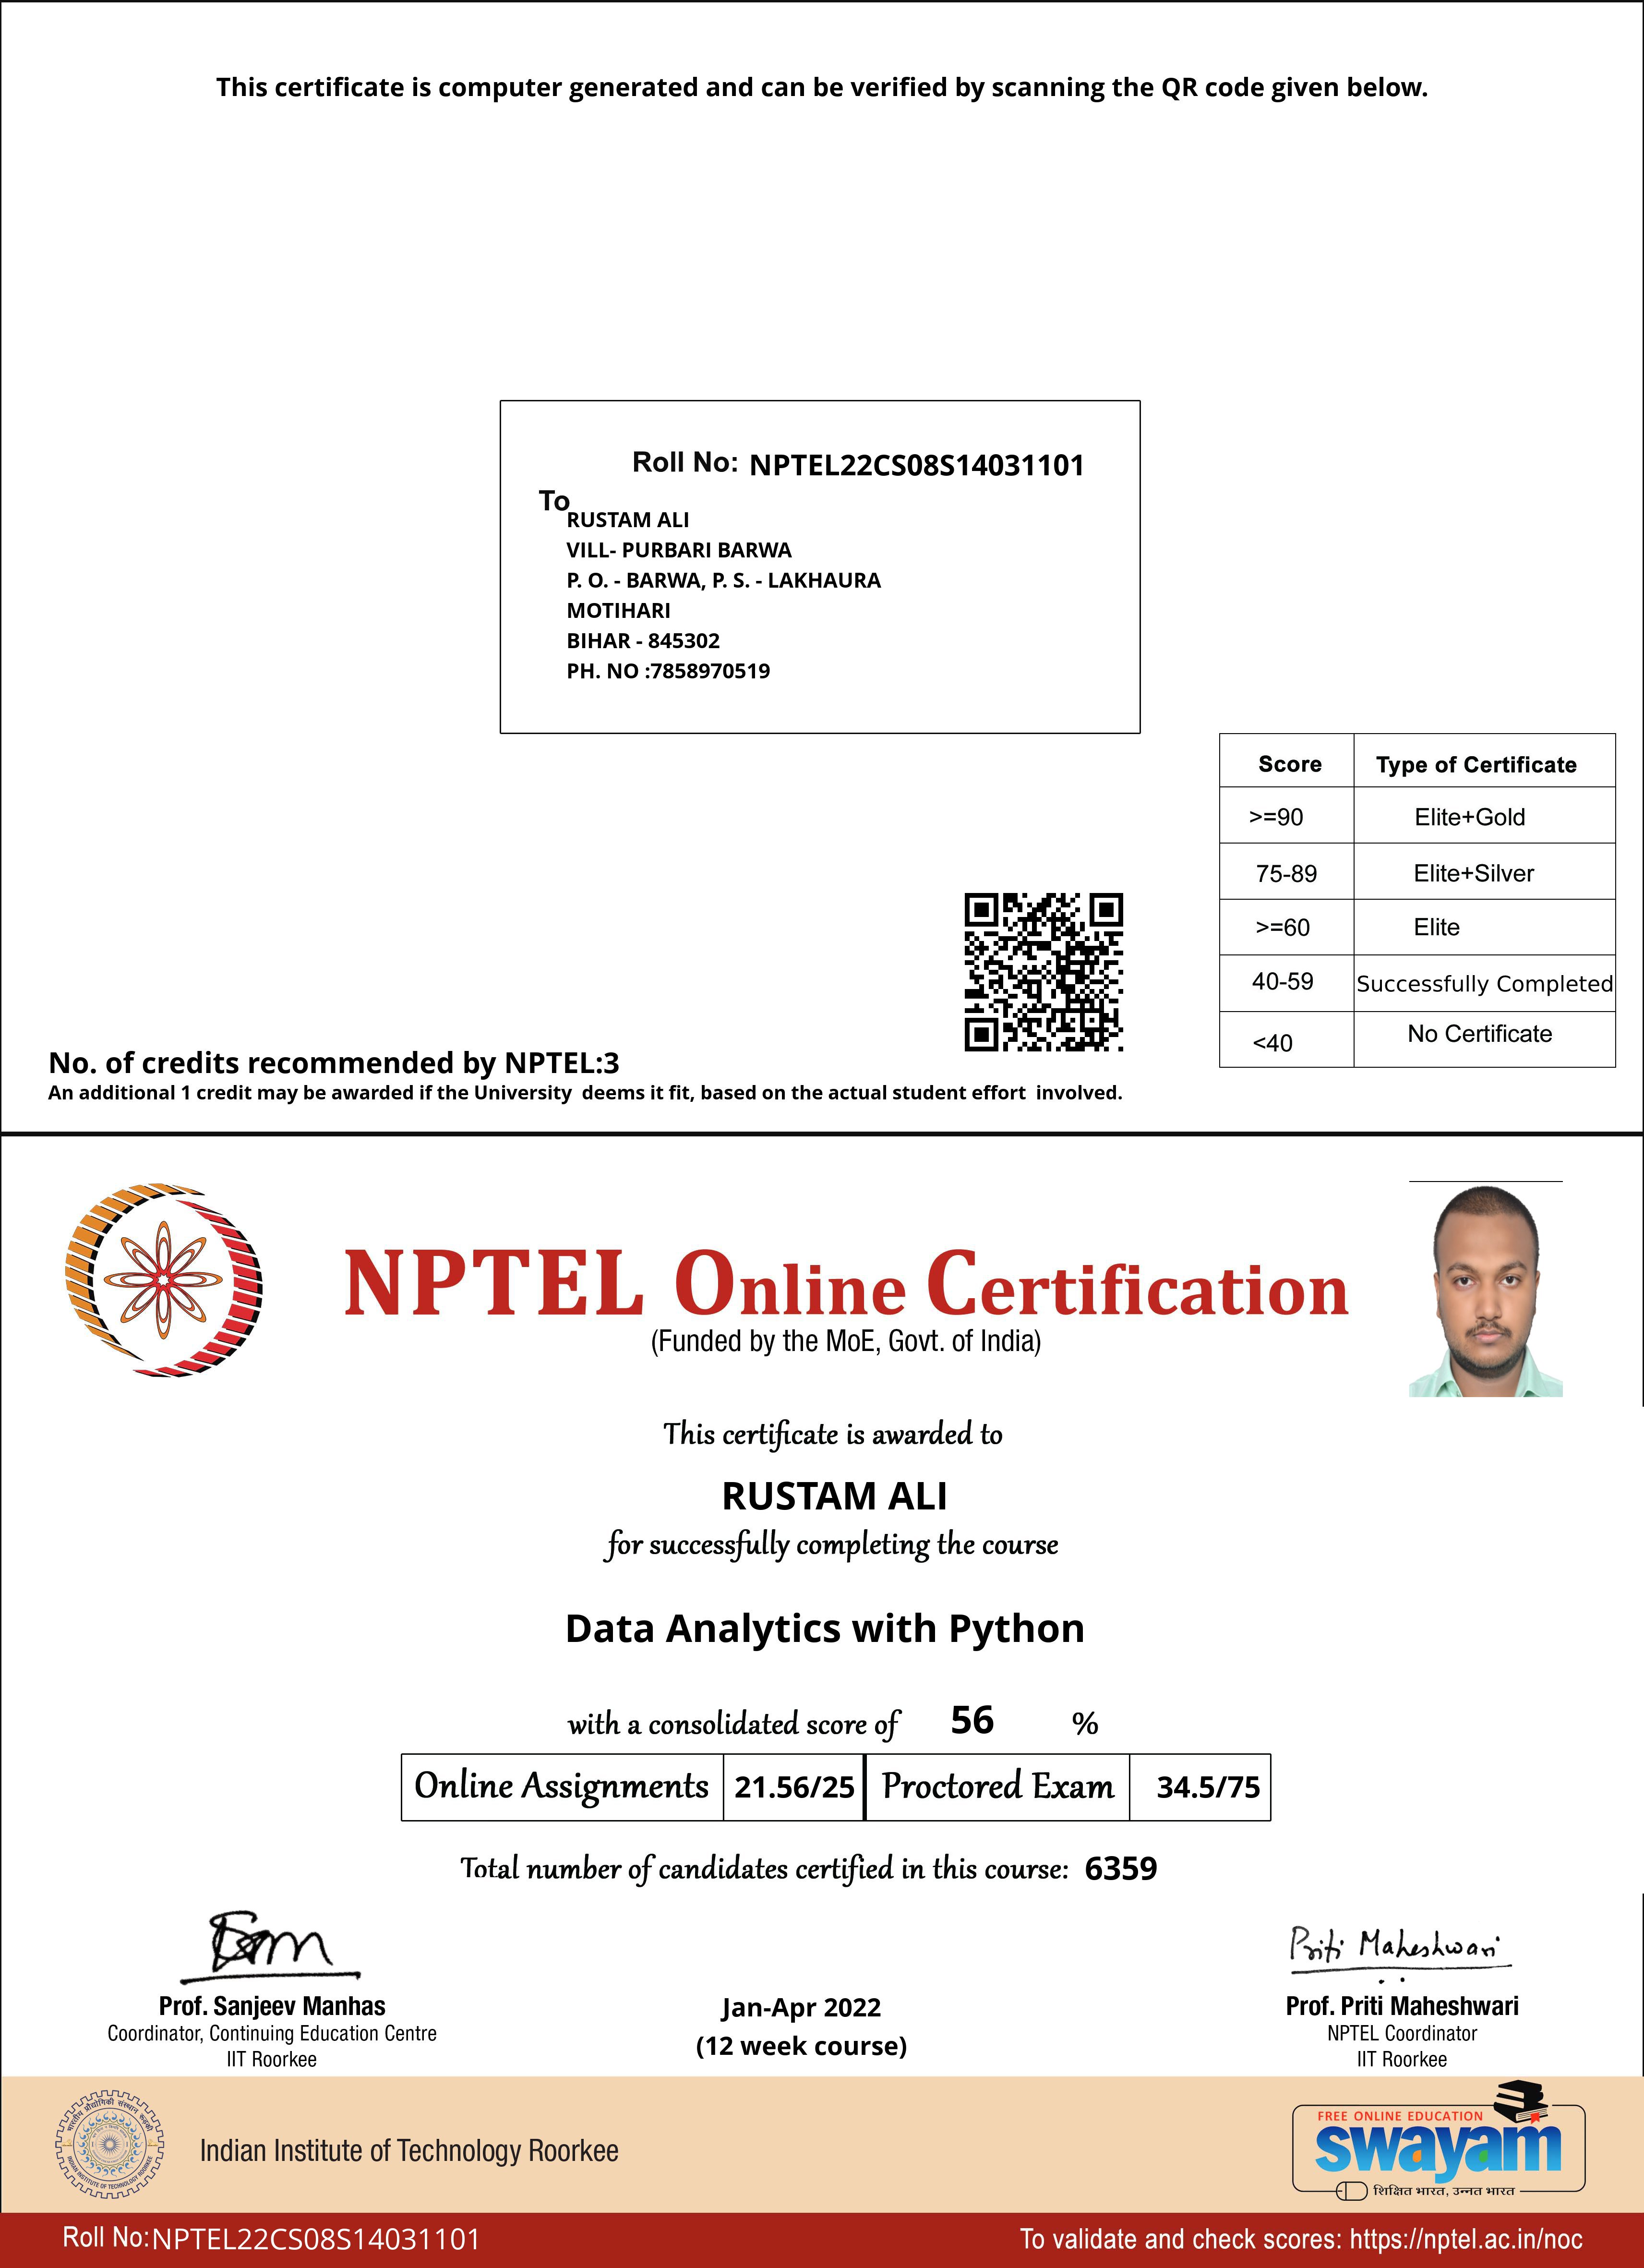 This certificate is computer generated and can be verified by scanning the QR code given below.
Roll No: NPTEL22CS08S14031101
To
RUSTAM ALI
VILL- PURBARI BARWA
P. O. - BARWA, P. S. - LAKHAURA
MOTIHARI
BIHAR - 845302
PH. NO :7858970519
Score Type of Certificate
>=90 Elite+Gold
75-89 Elite+Silver
>=60 Elite
40-59 Successfully Completed
<40 No Certificate
No. of credits recommended by NPTEL:3
An additional 1 credit may be awarded if the University deems it fit, based on the actual student effort involved.
NPTEL Online Certification
(Funded by the MoE, Govt. of India)
This certificate is awarded to
RUSTAM ALI
for successfully completing the course
Data Analytics with Python
with a consolidated score of 56 %
Online Assignments 21.56/25 Proctored Exam 34.5/75
Total number of candidates certified in this course: 6359
Priti Maheshwari
Prof. Sanjeev Manhas
Coordinator, Continuing Education Centre
IIT Roorkee
Jan-Apr 2022
(12 week course)
Prof. Priti Maheshwari
NPTEL Coordinator
IIT Roorkee
भारतीय प्रौद्योगिकी संस्थान रूड़की
INDIAN INSTITUTE OF TECHNOLOGY ROORKEE
Indian Institute of Technology Roorkee
FREE ONLINE EDUCATION
swayam
शिक्षित भारत, उन्नत भारत
Roll No: NPTEL22CS08S14031101
To validate and check scores: https://nptel.ac.in/noc